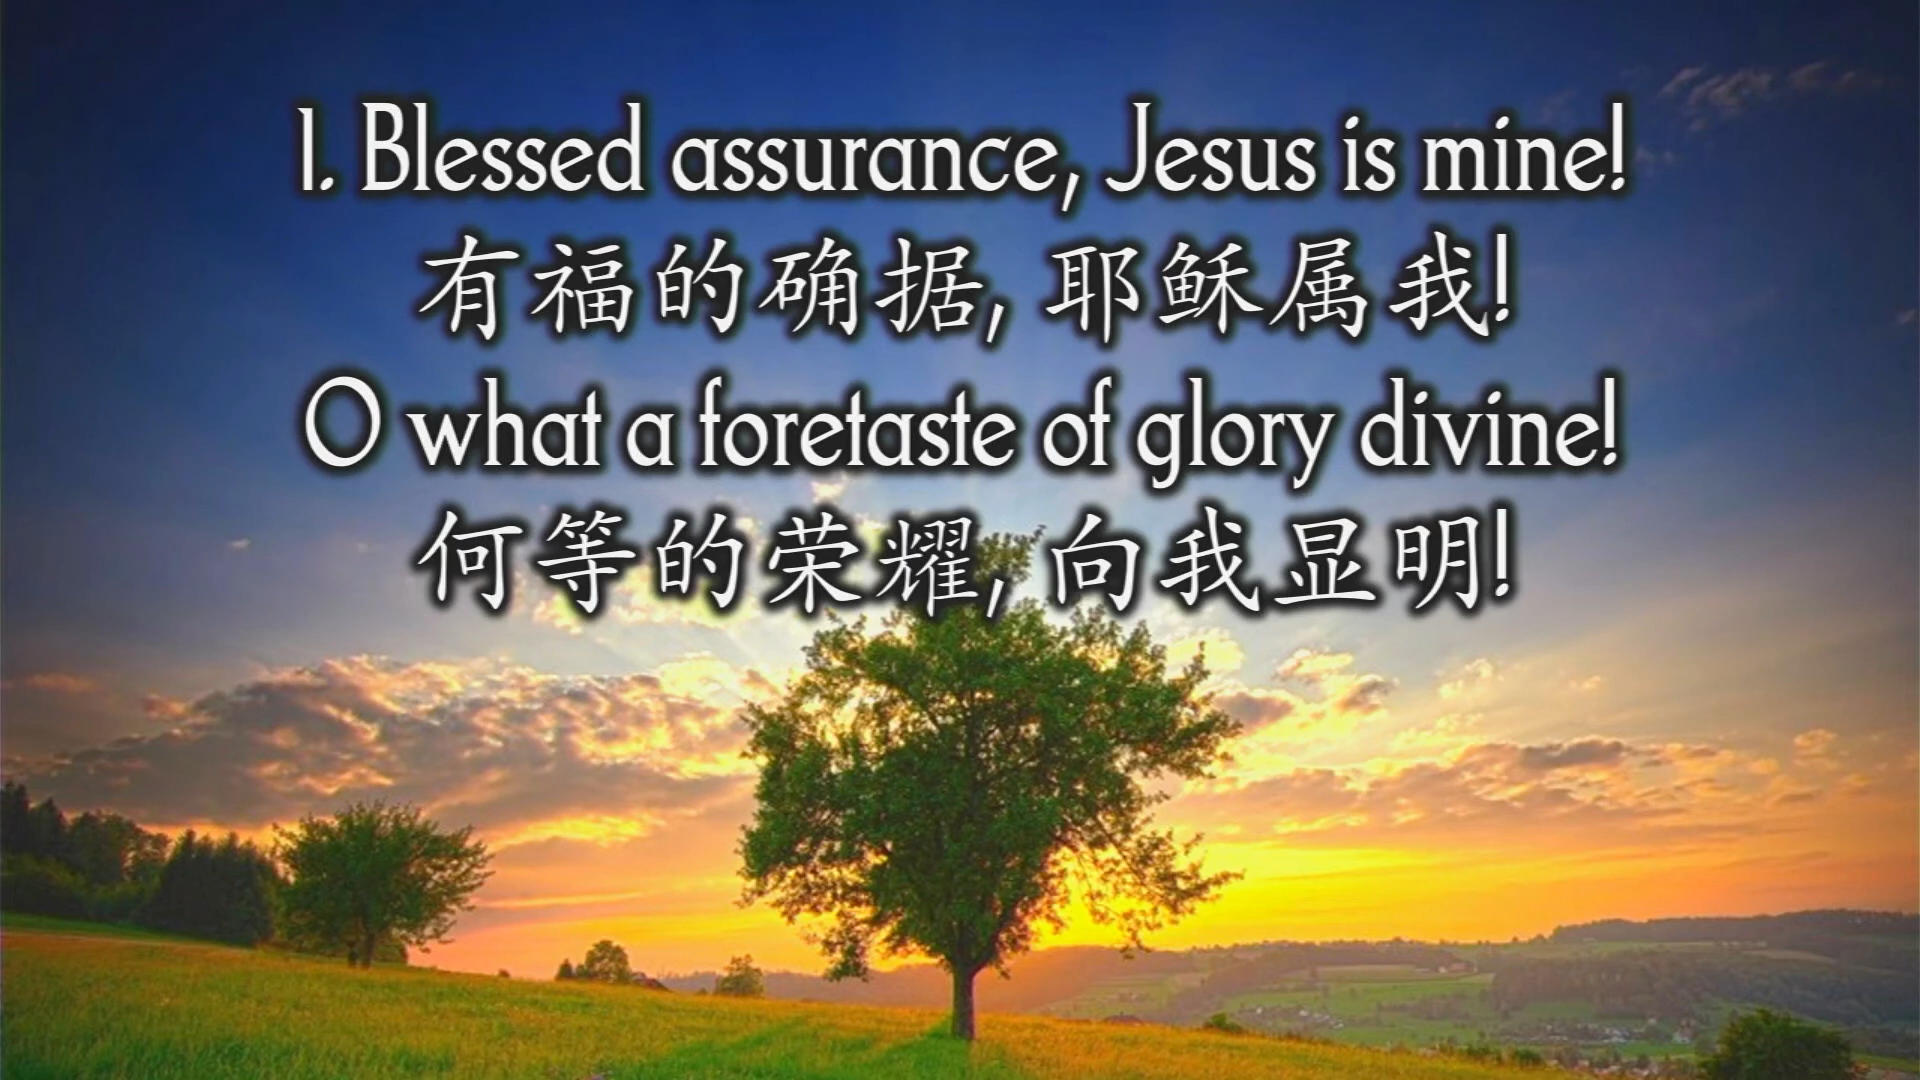 1. Blessed assurance, Jesus is mine!
有福的确据, 耶稣属我!
O what a foretaste of glory divine!
何等的荣耀, 向我显明!